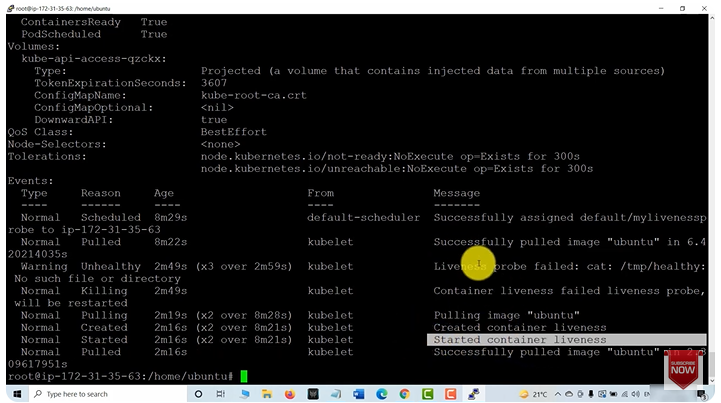 root@ip-172-31-35-63: /home/ubuntu
ContainersReady True
PodScheduled True
Volumes:
kube-api-access-qzckx:
Type: Projected (a volume that contains injected data from multiple sources)
TokenExpirationSeconds: 3607
ConfigMapName: kube-root-ca.crt
ConfigMapOptional: <nil>
DownwardAPI: true
QoS Class: BestEffort
Node-Selectors: <none>
Tolerations: node.kubernetes.io/not-ready:NoExecute op=Exists for 300s
node.kubernetes.io/unreachable:NoExecute op=Exists for 300s
Events:
Type Reason Age From Message
---- ------ ---- ---- -------
Normal Scheduled 8m29s default-scheduler Successfully assigned default/mylivenessp
robe to ip-172-31-35-63
Normal Pulled 8m22s kubelet Successfully pulled image "ubuntu" in 6.4
20214035s
Warning Unhealthy 2m49s (x3 over 2m59s) kubelet Liveness probe failed: cat: /tmp/healthy:
No such file or directory
Normal Killing 2m49s kubelet Container liveness failed liveness probe,
will be restarted
Normal Pulling 2m19s (x2 over 8m28s) kubelet Pulling image "ubuntu"
Normal Created 2m16s (x2 over 8m21s) kubelet Created container liveness
Normal Started 2m16s (x2 over 8m21s) kubelet Started container liveness
Normal Pulled 2m16s kubelet Successfully pulled image "ubuntu" in 2.3
09617951s
root@ip-172-31-35-63:/home/ubuntu#
SUBSCRIBE
NOW
Type here to search
21°C
ENG